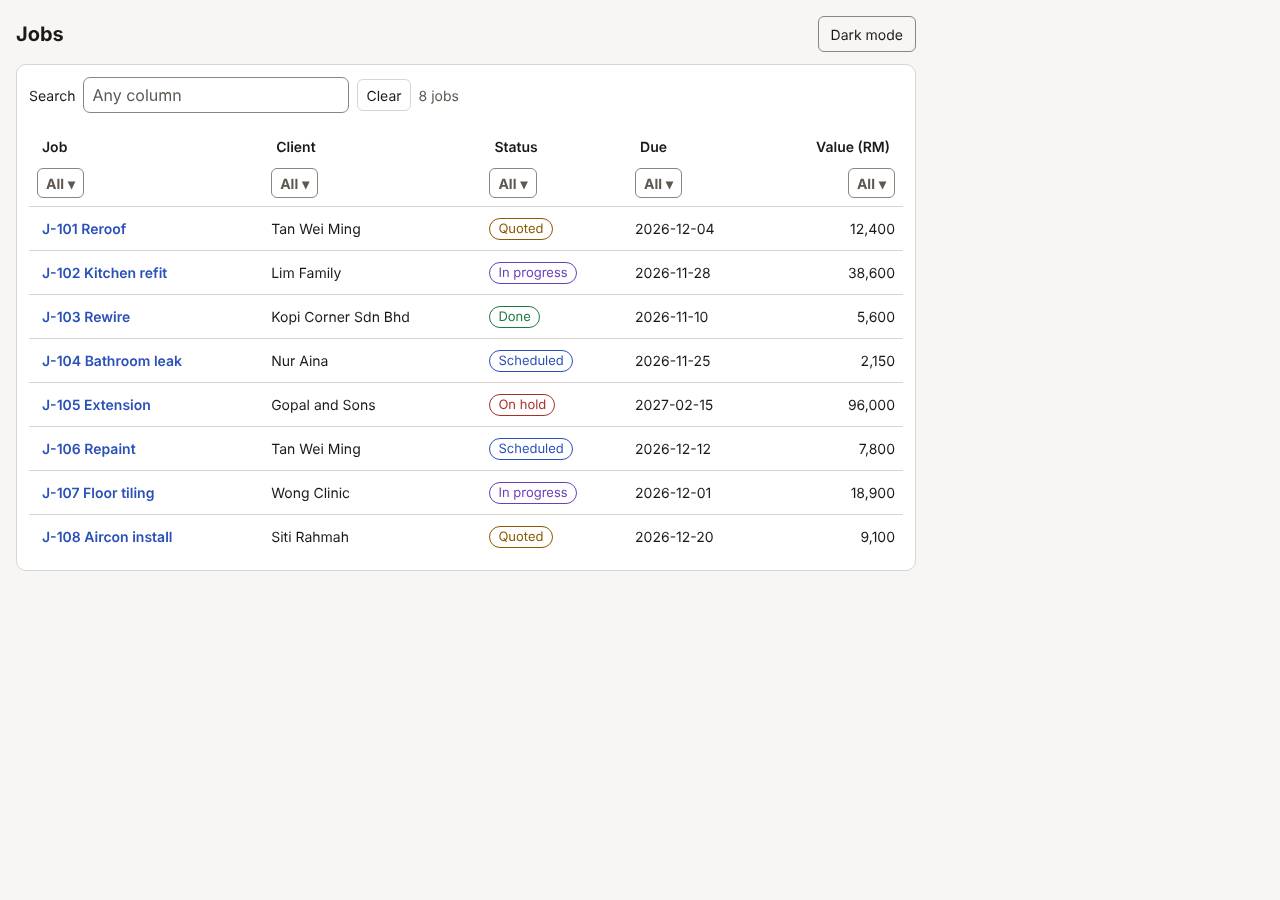 Jobs Dark mode
Search Any column Clear 8 jobs
Job Client Status Due Value (RM)
All ▾ All ▾ All ▾ All ▾ All ▾
J-101 Reroof Tan Wei Ming Quoted 2026-12-04 12,400
J-102 Kitchen refit Lim Family In progress 2026-11-28 38,600
J-103 Rewire Kopi Corner Sdn Bhd Done 2026-11-10 5,600
J-104 Bathroom leak Nur Aina Scheduled 2026-11-25 2,150
J-105 Extension Gopal and Sons On hold 2027-02-15 96,000
J-106 Repaint Tan Wei Ming Scheduled 2026-12-12 7,800
J-107 Floor tiling Wong Clinic In progress 2026-12-01 18,900
J-108 Aircon install Siti Rahmah Quoted 2026-12-20 9,100